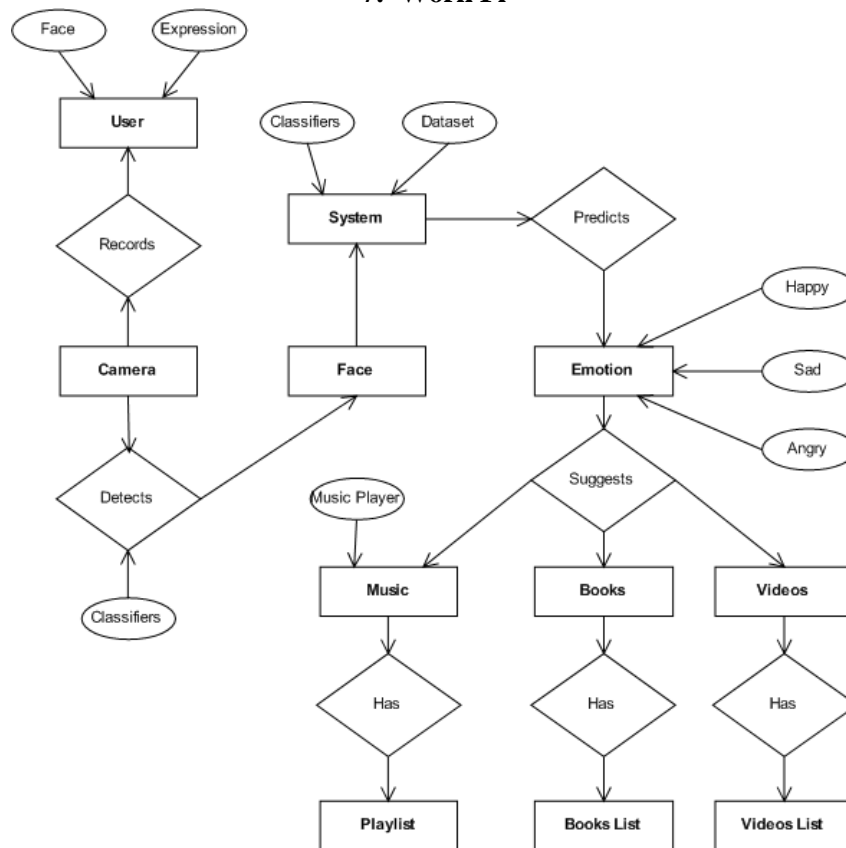 Face
Expression
User
Classifiers
Dataset
System
Predicts
Records
Happy
Camera
Face
Emotion
Sad
Angry
Detects
Music Player
Suggests
Classifiers
Music
Books
Videos
Has
Has
Has
Playlist
Books List
Videos List